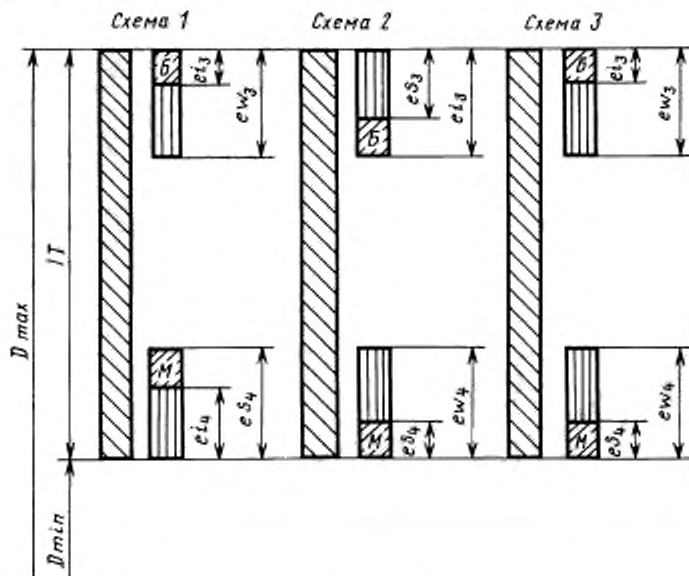 Схема 1
Схема 2
Схема 3
Б
ei₃
ew₃
es₃
Б
ei₃
Б
ei₃
ew₃
D max
IT
М
ei₄
es₄
М
es₄
ew₄
М
es₄
ew₄
Dmin